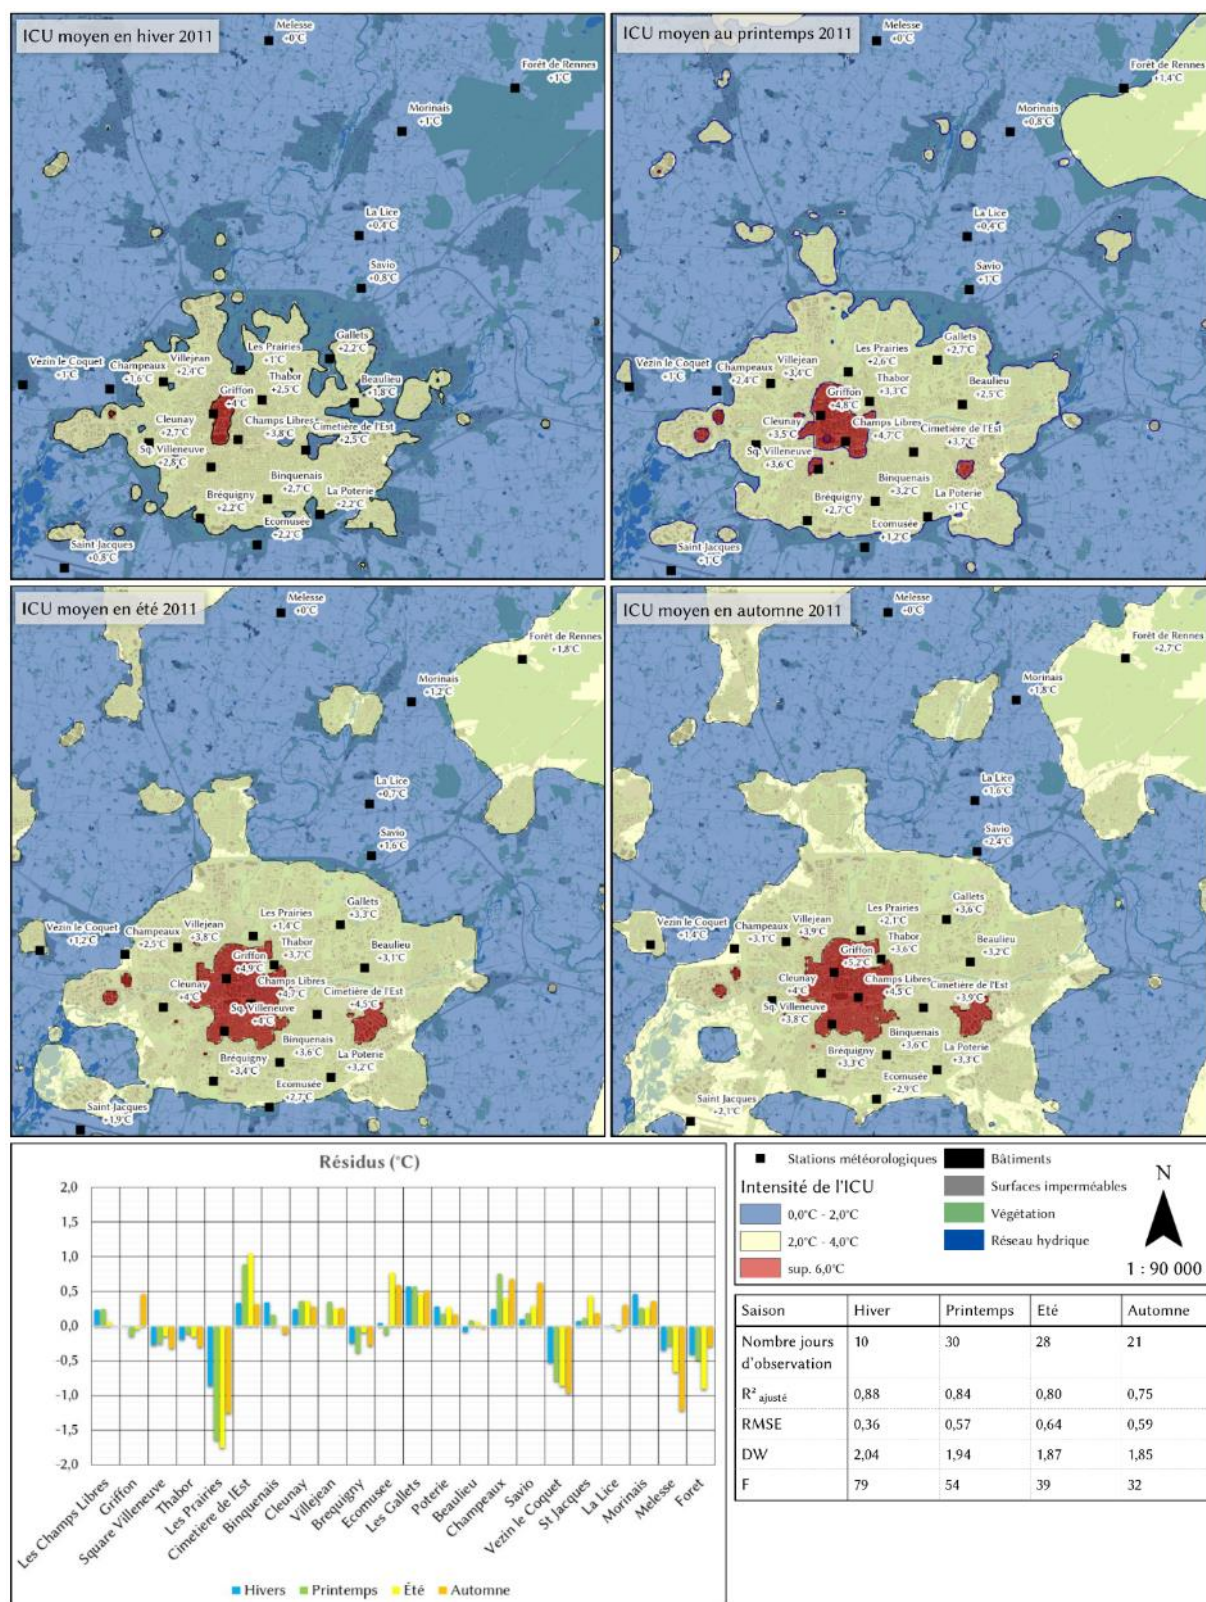 ICU moyen en hiver 2011
Melesse
+0°C
Forêt de Rennes
+1°C
Morinais
+1°C
La Lice
+0,4°C
Savio
+0,8°C
Gallets
+2,2°C
Les Prairies
+1°C
Vezin le Coquet
+1°C
Champeaux
+1,6°C
Villejean
+2,4°C
Thabor
+2,5°C
Beaulieu
+1,8°C
Griffon
+4°C
Cleunay
+2,7°C
Champs Libres
+3,8°C
Cimetière de l'Est
+2,5°C
Sq. Villeneuve
+2,8°C
Binquenais
+2,7°C
Bréquigny
+2,2°C
La Poterie
+2,2°C
Ecomusée
+2,2°C
Saint-Jacques
+0,8°C
ICU moyen au printemps 2011
Melesse
+0°C
Forêt de Rennes
+1,4°C
Morinais
+0,8°C
La Lice
+0,4°C
Savio
+1°C
Gallets
+2,7°C
Les Prairies
+2,6°C
Vezin le Coquet
+1°C
Champeaux
+2,4°C
Villejean
+3,4°C
Thabor
+3,3°C
Beaulieu
+2,5°C
Griffon
+4,8°C
Cleunay
+3,5°C
Champs Libres
+4,7°C
Cimetière de l'Est
+3,7°C
Sq. Villeneuve
+3,6°C
Binquenais
+3,2°C
Bréquigny
+2,7°C
La Poterie
+1°C
Ecomusée
+1,2°C
Saint-Jacques
+1°C
ICU moyen en été 2011
Melesse
+0°C
Forêt de Rennes
+1,8°C
Morinais
+1,2°C
La Lice
+0,7°C
Savio
+1,6°C
Gallets
+3,3°C
Les Prairies
+1,4°C
Vezin le Coquet
+1,2°C
Champeaux
+2,5°C
Villejean
+3,8°C
Thabor
+3,7°C
Beaulieu
+3,1°C
Griffon
+4,9°C
Cleunay
+4°C
Champs Libres
+4,7°C
Cimetière de l'Est
+4,5°C
Sq. Villeneuve
+4°C
Binquenais
+3,6°C
Bréquigny
+3,4°C
La Poterie
+3,2°C
Ecomusée
+2,7°C
Saint-Jacques
+1,9°C
ICU moyen en automne 2011
Melesse
+0°C
Forêt de Rennes
+2,7°C
Morinais
+1,8°C
La Lice
+1,6°C
Savio
+2,4°C
Gallets
+3,6°C
Les Prairies
+2,1°C
Vezin le Coquet
+1,4°C
Champeaux
+3,1°C
Villejean
+3,9°C
Thabor
+3,6°C
Beaulieu
+3,2°C
Griffon
+5,2°C
Cleunay
+4°C
Champs Libres
+4,5°C
Cimetière de l'Est
+3,9°C
Sq. Villeneuve
+3,8°C
Binquenais
+3,6°C
Bréquigny
+3,3°C
La Poterie
+3,3°C
Ecomusée
+2,9°C
Saint-Jacques
+2,1°C
Résidus (°C)
2,0
1,5
1,0
0,5
0,0
-0,5
-1,0
-1,5
-2,0
Les Champs Libres
Griffon
Square Villeneuve
Thabor
Les Prairies
Cimetiere de lEst
Binquenais
Cleunay
Villejean
Brequigny
Ecomusee
Les Gallets
Poterie
Beaulieu
Champeaux
Savio
Vezin le Coquet
St Jacques
La Lice
Morinais
Melesse
Foret
Hivers Printemps Été Automne
Stations météorologiques
Intensité de l'ICU
0,0°C - 2,0°C
2,0°C - 4,0°C
sup. 6,0°C
Bâtiments
Surfaces imperméables
Végétation
Réseau hydrique
N
1 : 90 000
Saison Hiver Printemps Eté Automne
Nombre jours d'observation 10 30 28 21
R² ajusté 0,88 0,84 0,80 0,75
RMSE 0,36 0,57 0,64 0,59
DW 2,04 1,94 1,87 1,85
F 79 54 39 32